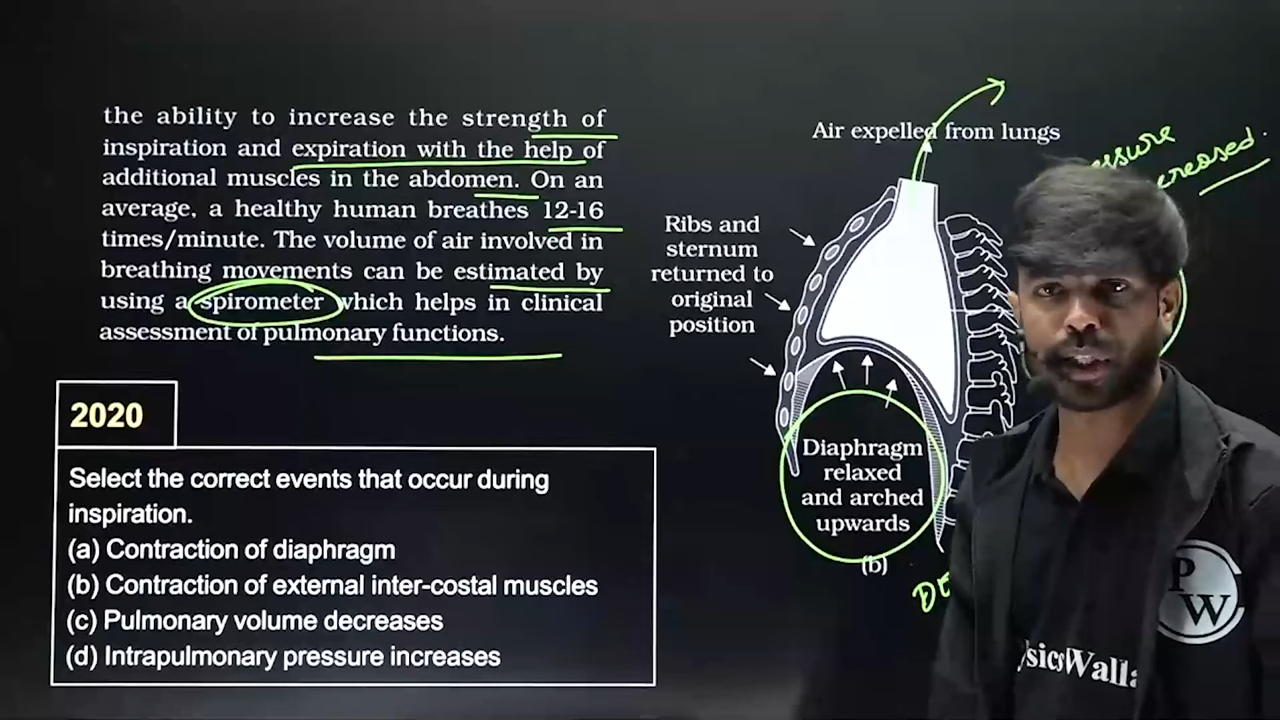 the ability to increase the strength of
inspiration and expiration with the help of
additional muscles in the abdomen. On an
average, a healthy human breathes 12-16
times/minute. The volume of air involved in
breathing movements can be estimated by
using a spirometer which helps in clinical
assessment of pulmonary functions.
2020
Select the correct events that occur during
inspiration.
(a) Contraction of diaphragm
(b) Contraction of external inter-costal muscles
(c) Pulmonary volume decreases
(d) Intrapulmonary pressure increases
Air expelled from lungs
Ribs and
sternum
returned to
original
position
Diaphragm
relaxed
and arched
upwards
(b)
PW